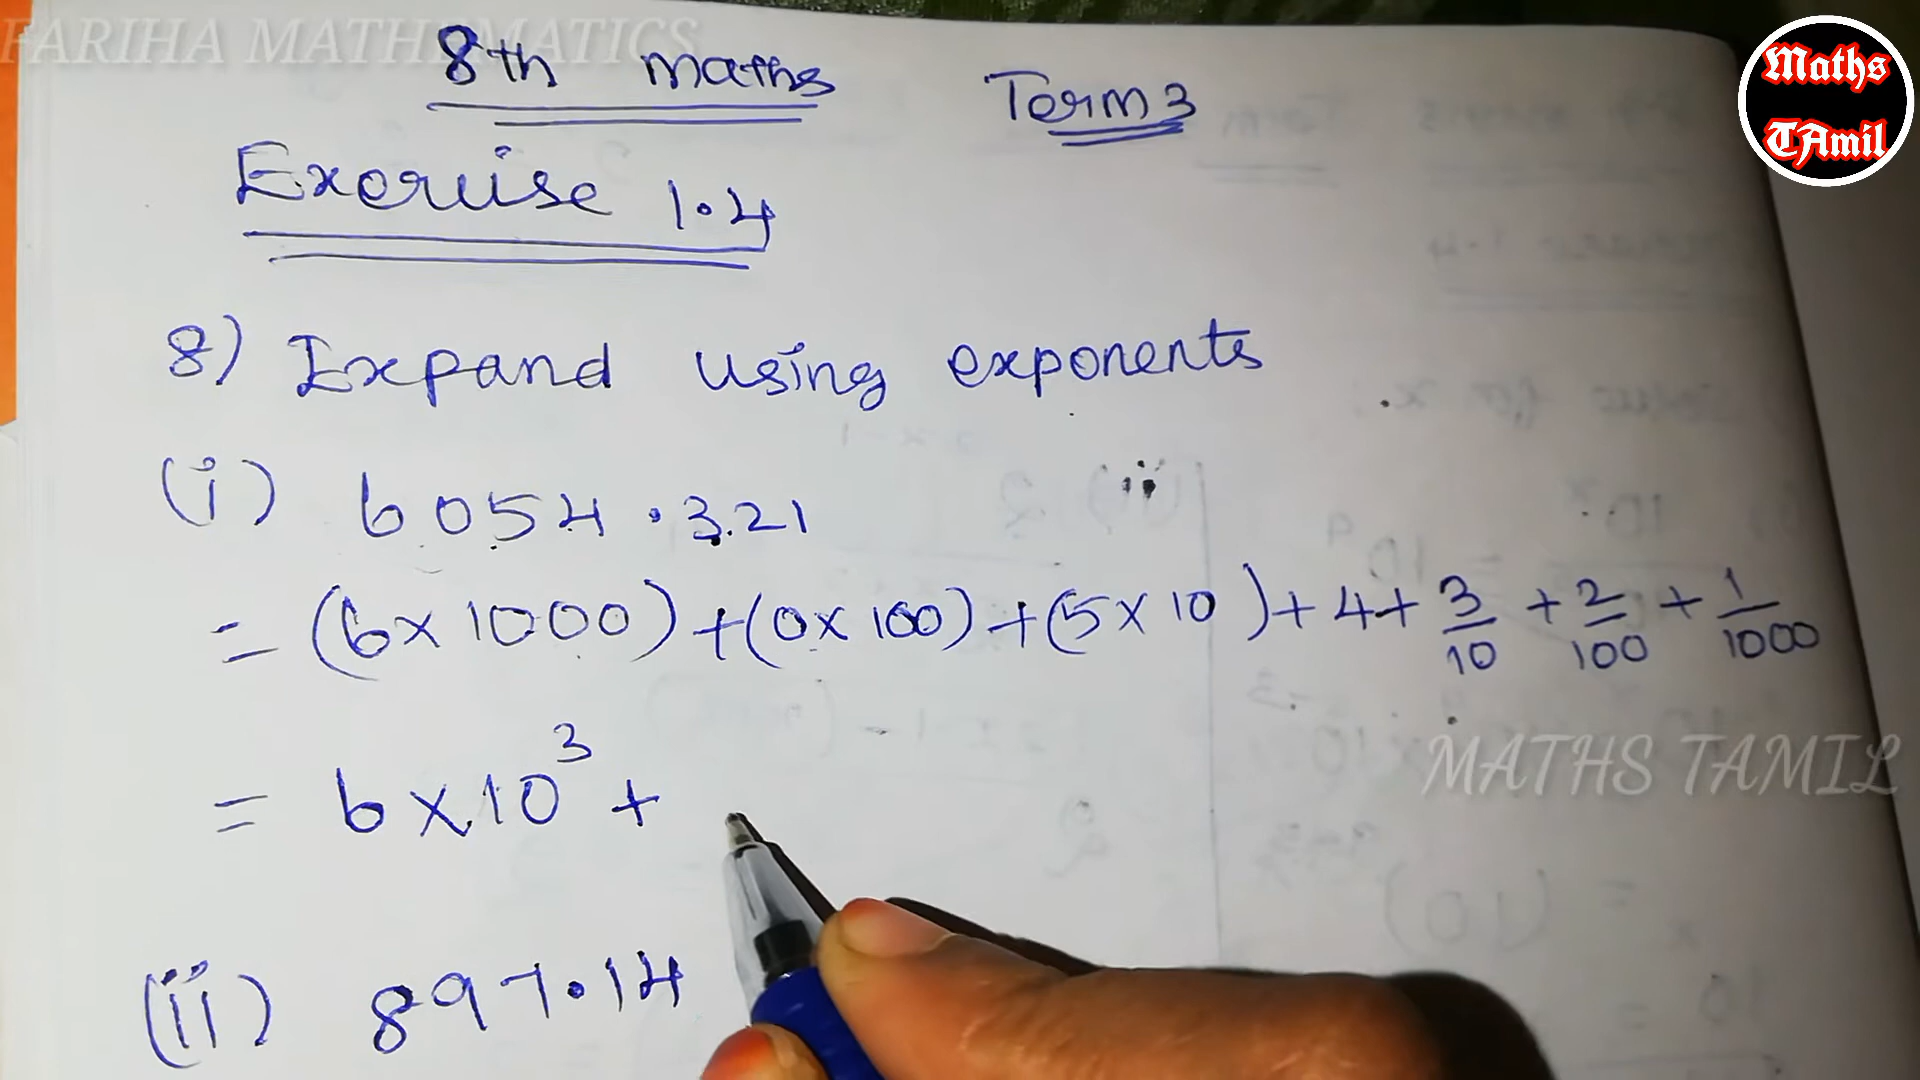 FARIHA MATHEMATICS
8th maths Term 3
Maths
TAmil
Exercise 1.4
8) Expand using exponents
(i) 6054.321
= (6×1000)+(0×100)+(5×10)+4+3/10+2/100+1/1000
= 6×10³+
MATHS TAMIL
(ii) 897.14